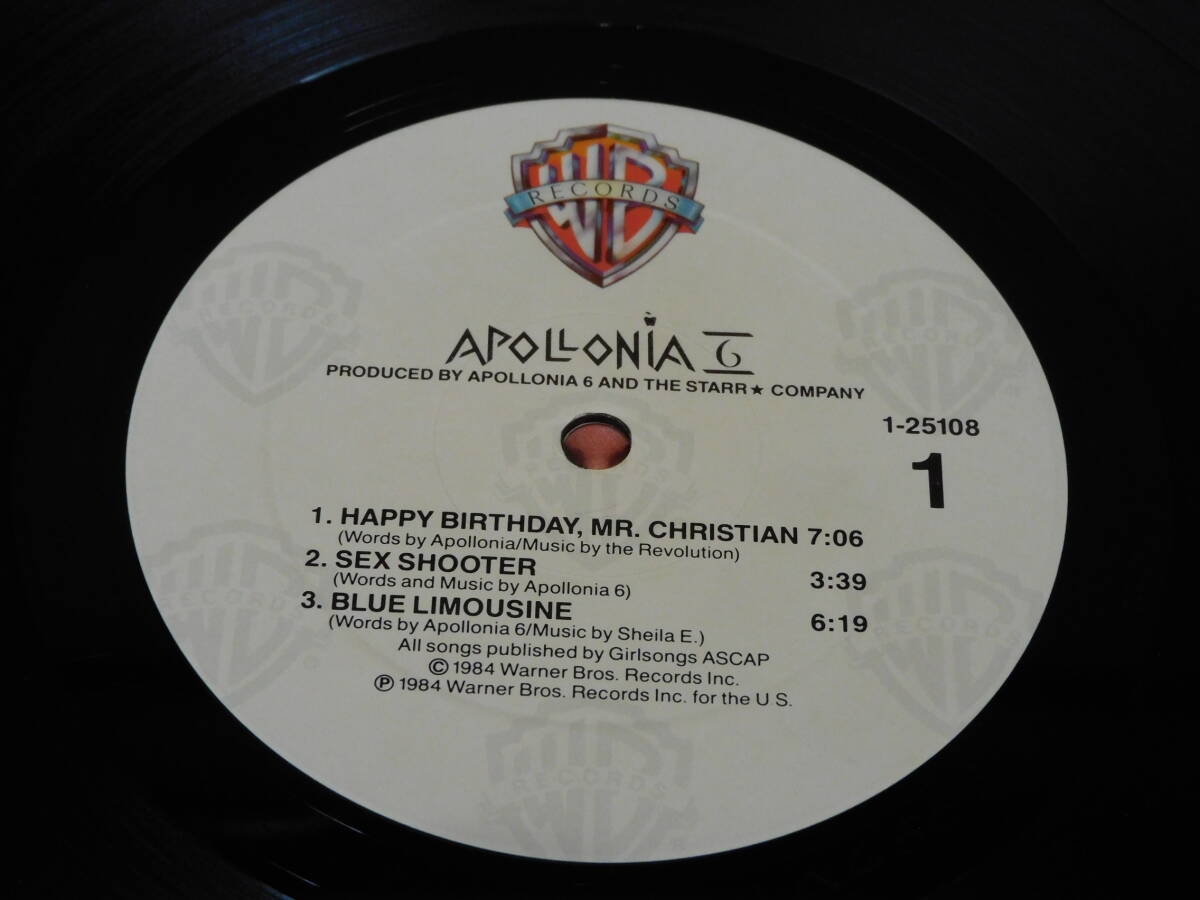 WB
RECORDS
APOLLONIA 6
PRODUCED BY APOLLONIA 6 AND THE STARR★ COMPANY
1-25108
1
1. HAPPY BIRTHDAY, MR. CHRISTIAN 7:06
(Words by Apollonia/Music by the Revolution)
2. SEX SHOOTER 3:39
(Words and Music by Apollonia 6)
3. BLUE LIMOUSINE 6:19
(Words by Apollonia 6/Music by Sheila E.)
All songs published by Girlsongs ASCAP
© 1984 Warner Bros. Records Inc.
℗ 1984 Warner Bros. Records Inc. for the U.S.